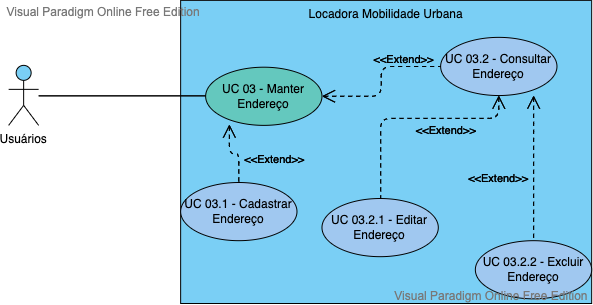 Visual Paradigm Online Free Edition
Locadora Mobilidade Urbana
UC 03.2 - Consultar
Endereço
<<Extend>>
UC 03 - Manter
Endereço
Usuários
<<Extend>>
<<Extend>>
<<Extend>>
UC 03.1 - Cadastrar
Endereço
UC 03.2.1 - Editar
Endereço
UC 03.2.2 - Excluir
Endereço
Visual Paradigm Online Free Edition